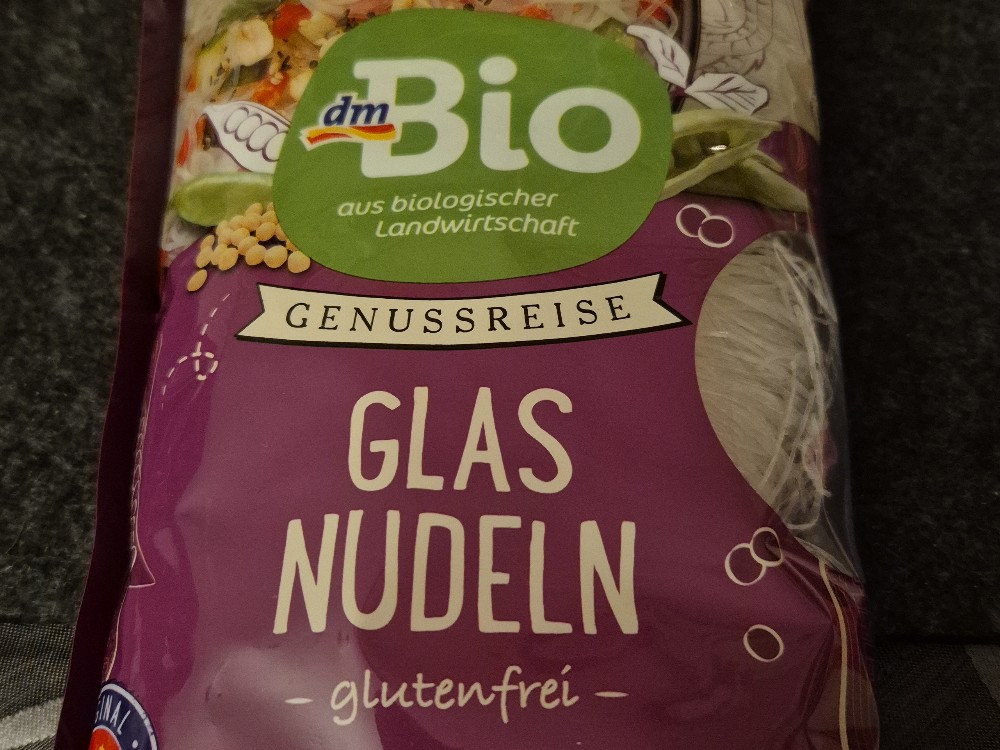 dm Bio
aus biologischer
Landwirtschaft
GENUSSREISE
GLAS
NUDELN
– glutenfrei –